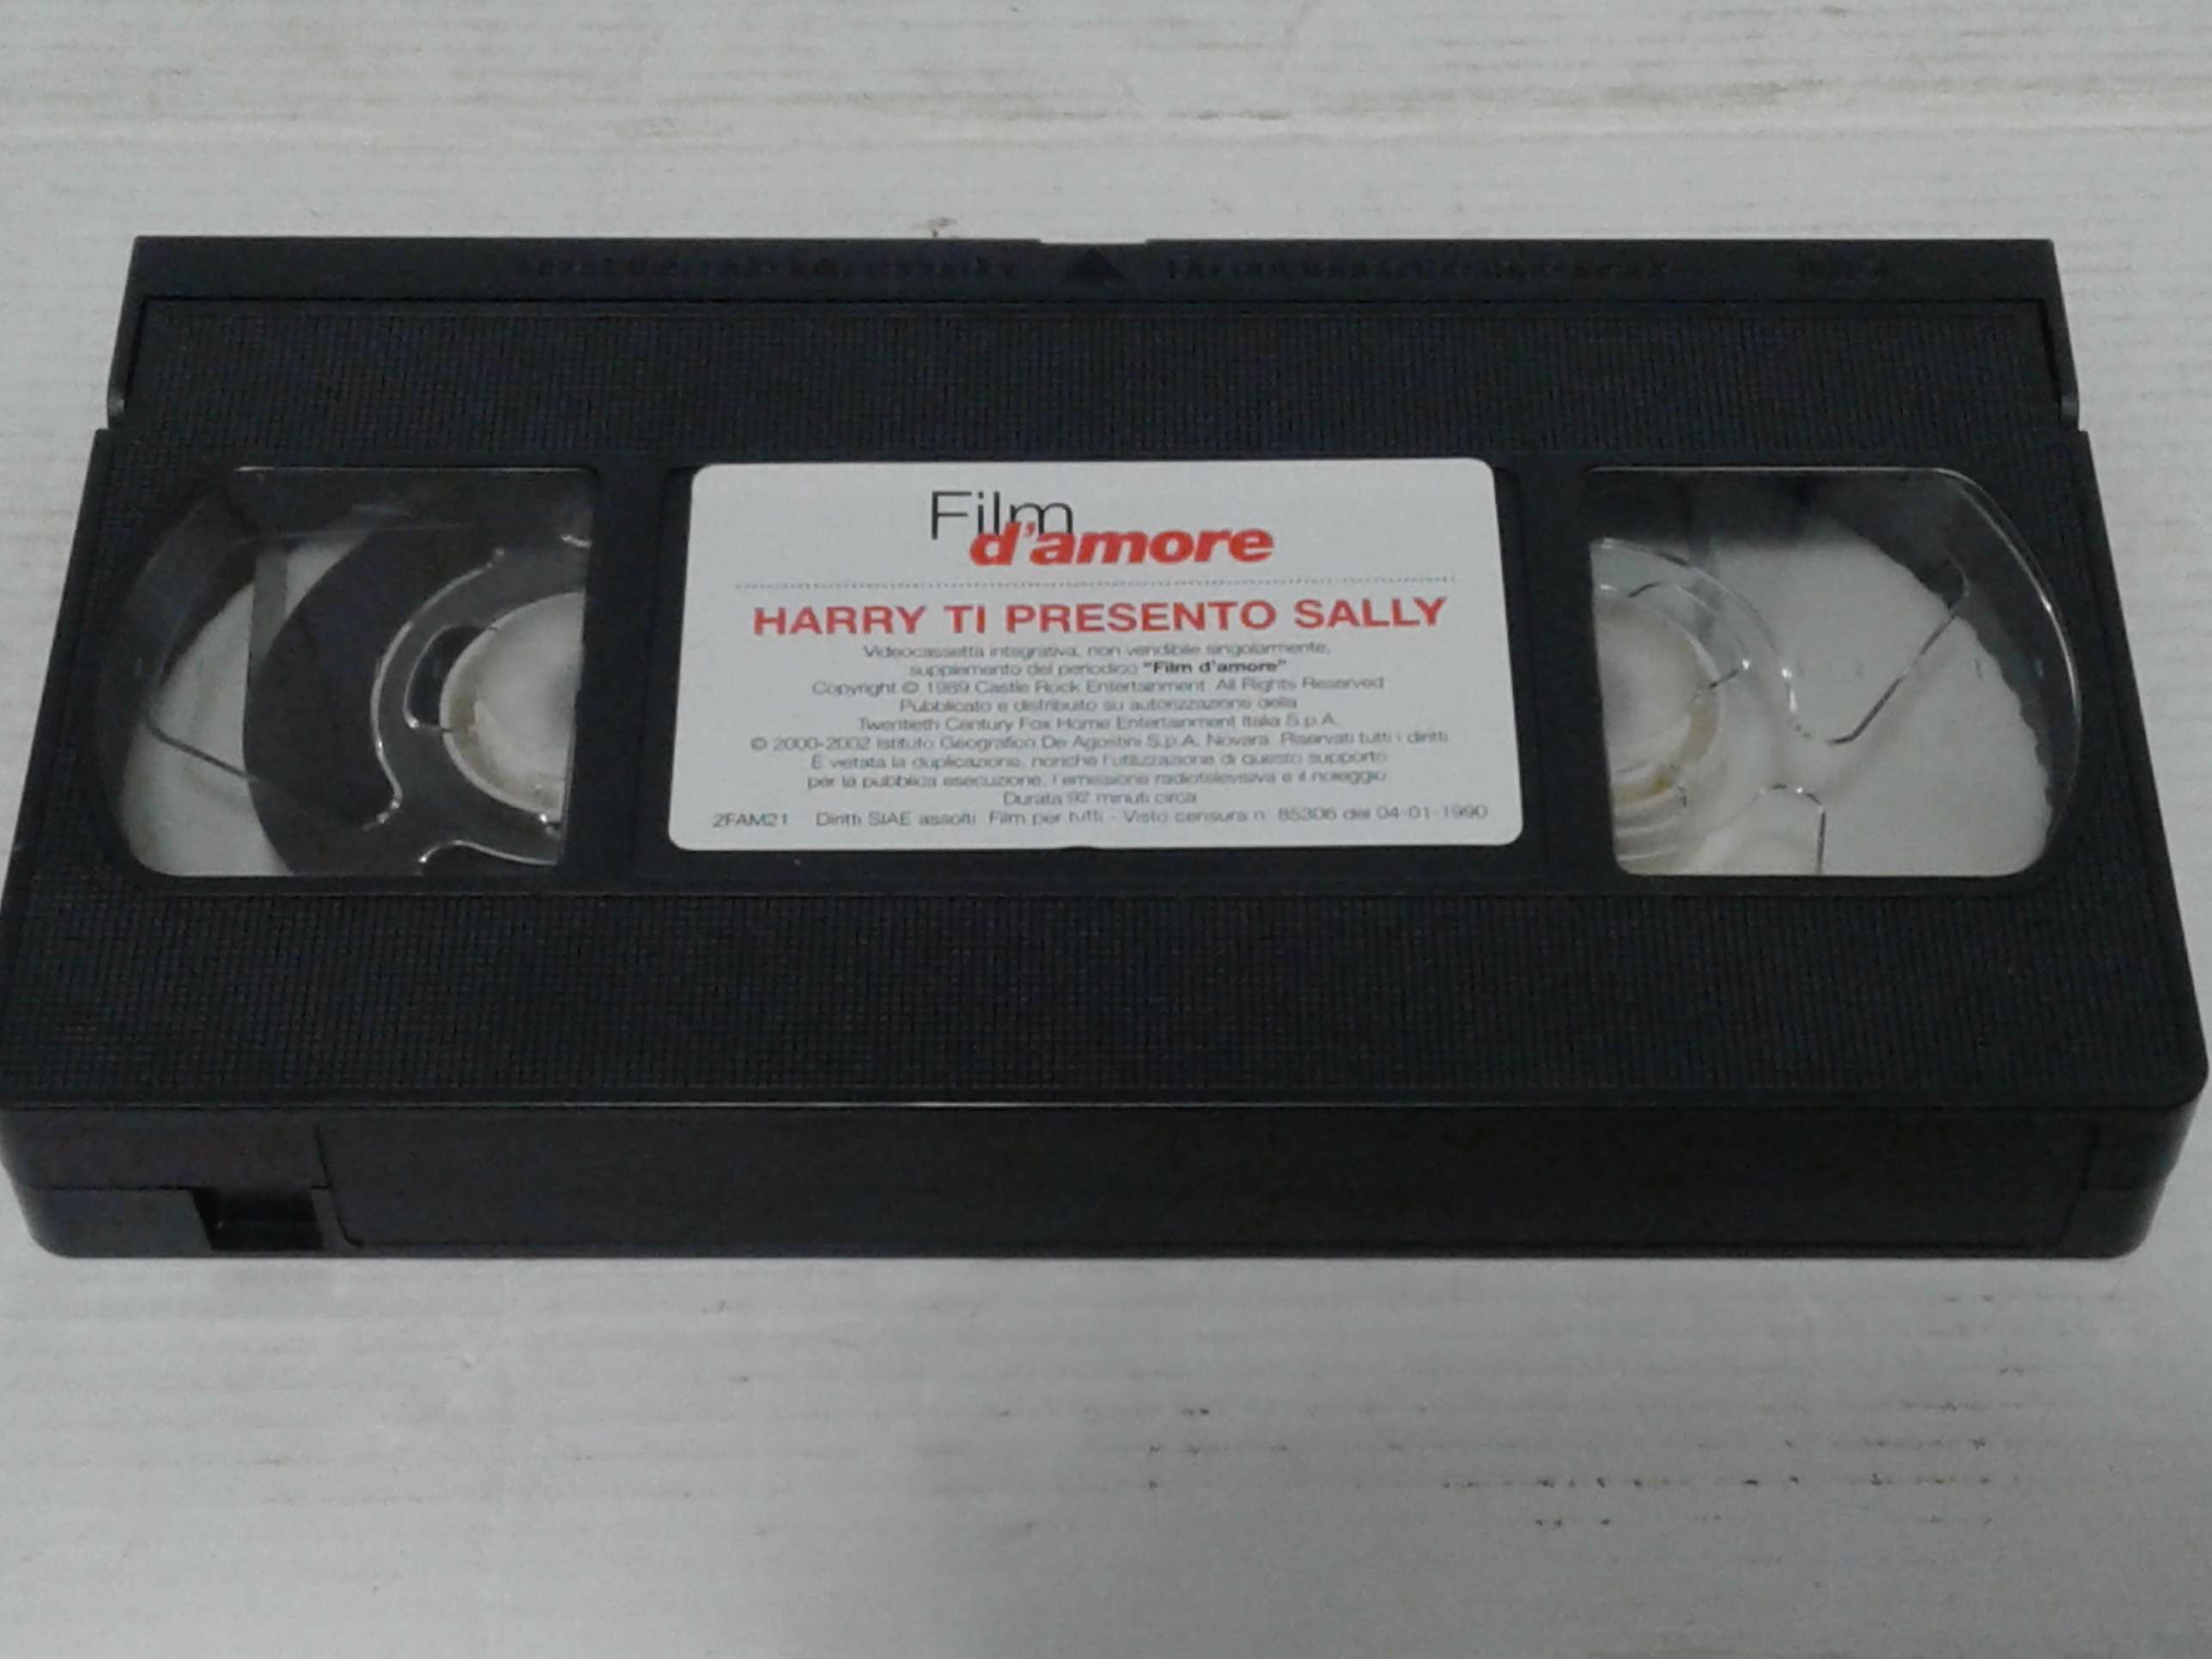 Film
d'amore
HARRY TI PRESENTO SALLY
Videocassetta integrativa, non vendibile singolarmente,
supplemento del periodico "Film d'amore"
Copyright © 1989 Castle Rock Entertainment. All Rights Reserved
Pubblicato e distribuito su autorizzazione della
Twentieth Century Fox Home Entertainment Italia S.p.A.
© 2000-2002 Istituto Geografico De Agostini S.p.A, Novara. Riservati tutti i diritti
È vietata la duplicazione, nonché l'utilizzazione di questo supporto
per la pubblica esecuzione, l'emissione radiotelevisiva e il noleggio
Durata 92 minuti circa
2FAM21 Diritti SIAE assolti. Film per tutti - Visto censura n. 85306 del 04-01-1990